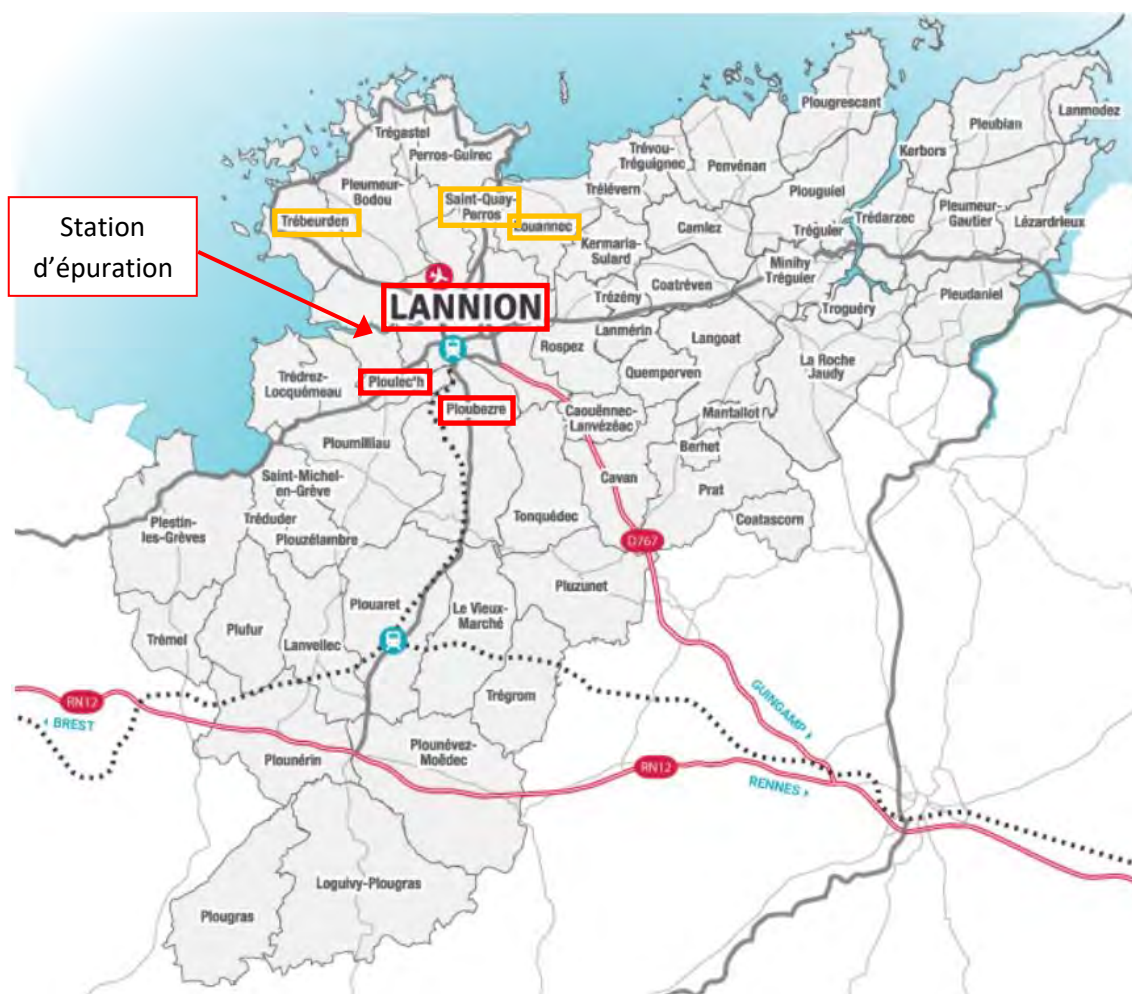 Plougrescant
Lanmodez
Pleubian
Trégastel
Perros-Guirec
Trévou-
Tréguignec
Penvénan
Kerbors
Pleumeur-
Bodou
Saint-Quay-
Perros
Trélévern
Plouguiel
Trébeurden
Louannec
Camlez
Trédarzec
Pleumeur-
Gautier
Lézardrieux
Station
d'épuration
Kermaria-
Sulard
Tréguier
Minihy
Tréguier
LANNION
Trézény
Coatréven
Troguéry
Pleudaniel
Rospez
Lanmérin
Langoat
La Roche
Jaudy
Trédrez-
Locquémeau
Ploulec'h
Quemperven
Ploubezre
Caouënnec-
Lanvézéac
Mantallot
Ploumilliau
Berhet
Saint-Michel-
en-Grève
Cavan
Prat
Plestin-
les-Grèves
Tréduder
Plouzélambre
Tonquédec
Coatascorn
D767
Pluzunet
Plouaret
Le Vieux-
Marché
Trémel
Plufur
Lanvellec
Trégrom
RN12
BREST
GUINGAMP
Plounérin
Plounévez-
Moëdec
RN12
RENNES
Loguivy-Plougras
Plougras